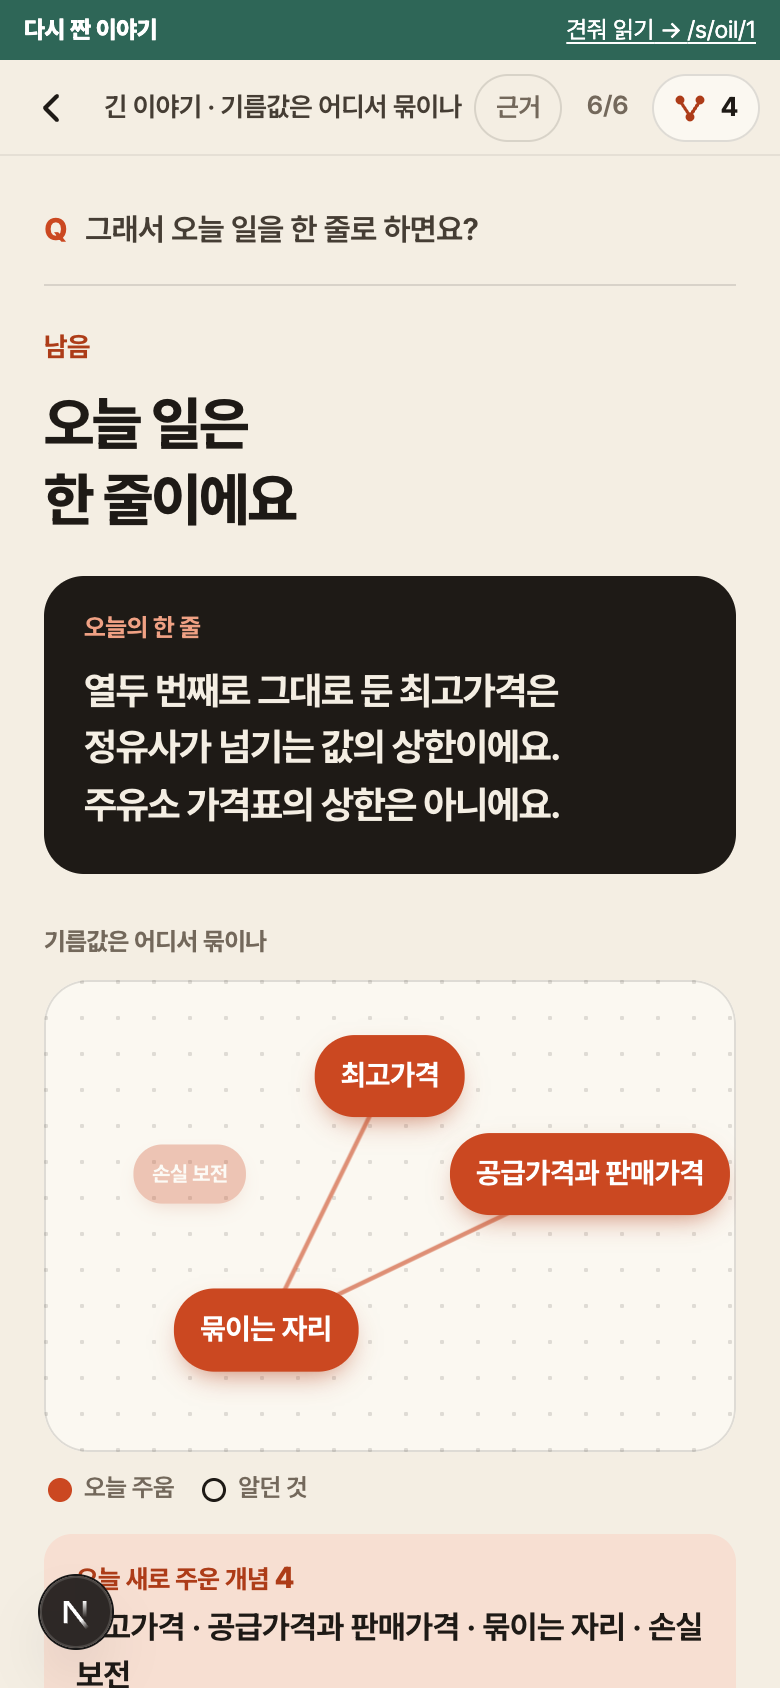 다시 짠 이야기
견줘 읽기 → /s/oil/1
긴 이야기 · 기름값은 어디서 묶이나
근거
6/6
4
Q 그래서 오늘 일을 한 줄로 하면요?
남음
오늘 일은
한 줄이에요
오늘의 한 줄
열두 번째로 그대로 둔 최고가격은
정유사가 넘기는 값의 상한이에요.
주유소 가격표의 상한은 아니에요.
기름값은 어디서 묶이나
최고가격
손실 보전
공급가격과 판매가격
묶이는 자리
오늘 주움
알던 것
오늘 새로 주운 개념 4
고가격 · 공급가격과 판매가격 · 묶이는 자리 · 손실
보전
N